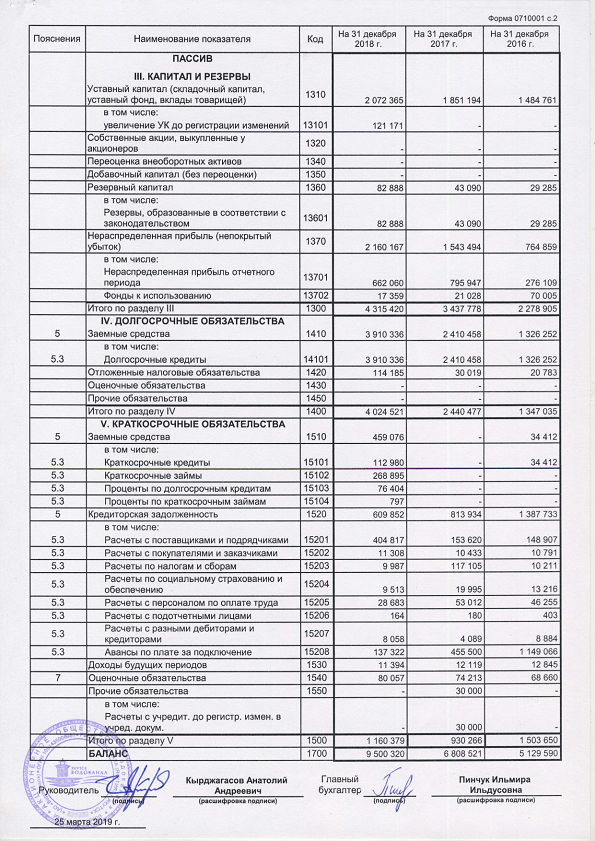 Форма 0710001 с.2
Пояснения Наименование показателя Код На 31 декабря 2018 г. На 31 декабря 2017 г. На 31 декабря 2016 г.
ПАССИВ
III. КАПИТАЛ И РЕЗЕРВЫ
Уставный капитал (складочный капитал,
уставный фонд, вклады товарищей) 1310 2 072 365 1 851 194 1 484 761
в том числе:
увеличение УК до регистрации изменений 13101 121 171 - -
Собственные акции, выкупленные у
акционеров 1320 - - -
Переоценка внеоборотных активов 1340 - - -
Добавочный капитал (без переоценки) 1350 - - -
Резервный капитал 1360 82 888 43 090 29 285
в том числе:
Резервы, образованные в соответствии с
законодательством 13601 82 888 43 090 29 285
Нераспределенная прибыль (непокрытый
убыток) 1370 2 160 167 1 543 494 764 859
в том числе:
Нераспределенная прибыль отчетного
периода 13701 662 060 795 947 276 109
Фонды к использованию 13702 17 359 21 028 70 005
Итого по разделу III 1300 4 315 420 3 437 778 2 278 905
IV. ДОЛГОСРОЧНЫЕ ОБЯЗАТЕЛЬСТВА
5 Заемные средства 1410 3 910 336 2 410 458 1 326 252
в том числе:
5.3 Долгосрочные кредиты 14101 3 910 336 2 410 458 1 326 252
Отложенные налоговые обязательства 1420 114 185 30 019 20 783
Оценочные обязательства 1430 - - -
Прочие обязательства 1450 - - -
Итого по разделу IV 1400 4 024 521 2 440 477 1 347 035
V. КРАТКОСРОЧНЫЕ ОБЯЗАТЕЛЬСТВА
5 Заемные средства 1510 459 076 - 34 412
в том числе:
5.3 Краткосрочные кредиты 15101 112 980 - 34 412
5.3 Краткосрочные займы 15102 268 895 - -
5.3 Проценты по долгосрочным кредитам 15103 76 404 - -
5.3 Проценты по краткосрочным займам 15104 797 - -
5 Кредиторская задолженность 1520 609 852 813 934 1 387 733
в том числе:
5.3 Расчеты с поставщиками и подрядчиками 15201 404 817 153 620 148 907
5.3 Расчеты с покупателями и заказчиками 15202 11 308 10 433 10 791
5.3 Расчеты по налогам и сборам 15203 9 987 117 105 10 211
Расчеты по социальному страхованию и
5.3 обеспечению 15204 9 513 19 995 13 216
5.3 Расчеты с персоналом по оплате труда 15205 28 683 53 012 46 255
5.3 Расчеты с подотчетными лицами 15206 164 180 403
Расчеты с разными дебиторами и
5.3 кредиторами 15207 8 058 4 089 8 884
5.3 Авансы по плате за подключение 15208 137 322 455 500 1 149 066
Доходы будущих периодов 1530 11 394 12 119 12 845
7 Оценочные обязательства 1540 80 057 74 213 68 660
Прочие обязательства 1550 - 30 000 -
в том числе:
Расчеты с учредит. до регистр. измен. в
учред. докум. - 30 000 -
Итого по разделу V 1500 1 160 379 930 266 1 503 650
БАЛАНС 1700 9 500 320 6 808 521 5 129 590
ВОДОКАНАЛ
Руководитель Кырджагасов Анатолий Андреевич Главный бухгалтер Пинчук Ильмира Ильдусовна
(подпись) (расшифровка подписи) (подпись) (расшифровка подписи)
25 марта 2019 г.